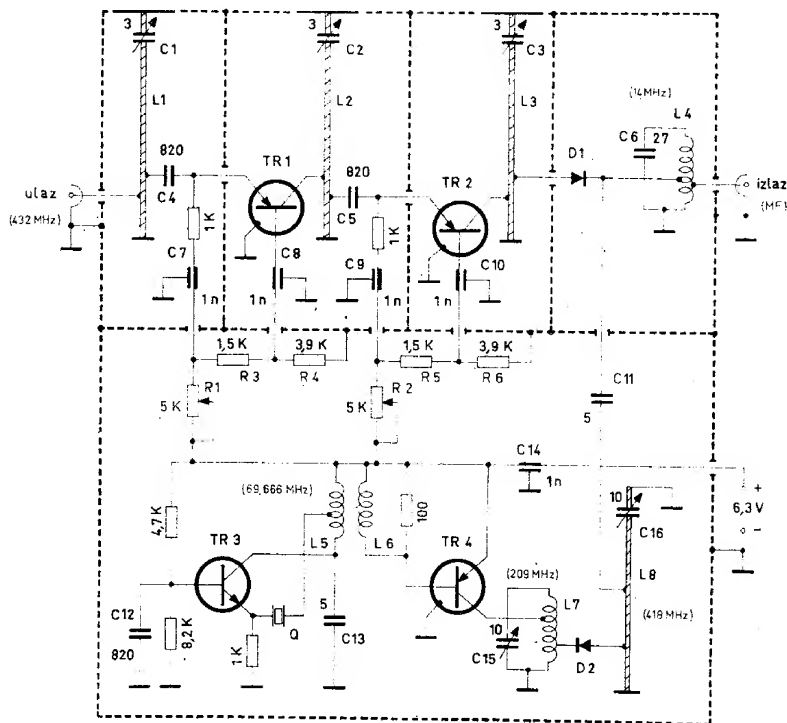 3
C1
3
C2
3
C3
L1
L2
L3
(14MHz)
L4
C6
27
820
C4
TR 1
820
C5
TR 2
D1
ulaz
(432 MHz)
izlaz
(MF)
1K
1K
C7
C8
C9
C10
1n
1n
1n
1n
1,5 K
R3
3,9 K
R4
1,5 K
R5
3,9 K
R6
R1
5 K
R 2
5 K
C11
5
C14
1n
(69,666 MHz)
4,7K
100
10
C16
+
6,3 V
-
TR 3
L5
L6
TR 4
(209 MHz)
L7
L8
(418 MHz)
C12
820
8,2 K
1K
Q
5
C13
10
C15
D2